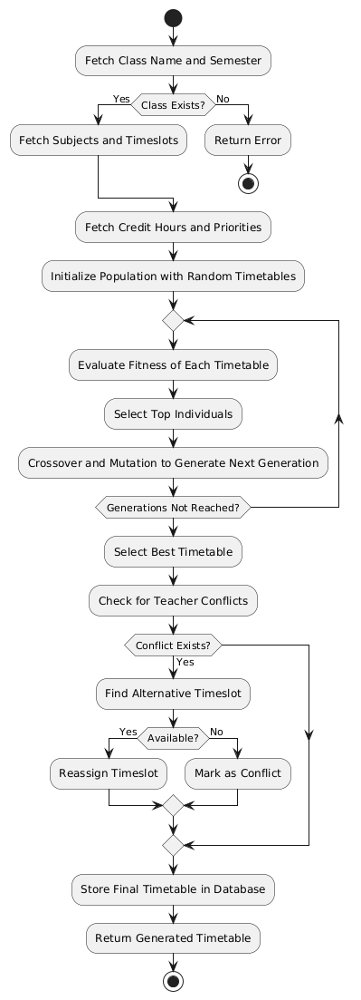 Fetch Class Name and Semester
Yes
Class Exists?
No
Fetch Subjects and Timeslots
Return Error
Fetch Credit Hours and Priorities
Initialize Population with Random Timetables
Evaluate Fitness of Each Timetable
Select Top Individuals
Crossover and Mutation to Generate Next Generation
Generations Not Reached?
Select Best Timetable
Check for Teacher Conflicts
Conflict Exists?
Yes
Find Alternative Timeslot
Yes
Available?
No
Reassign Timeslot
Mark as Conflict
Store Final Timetable in Database
Return Generated Timetable